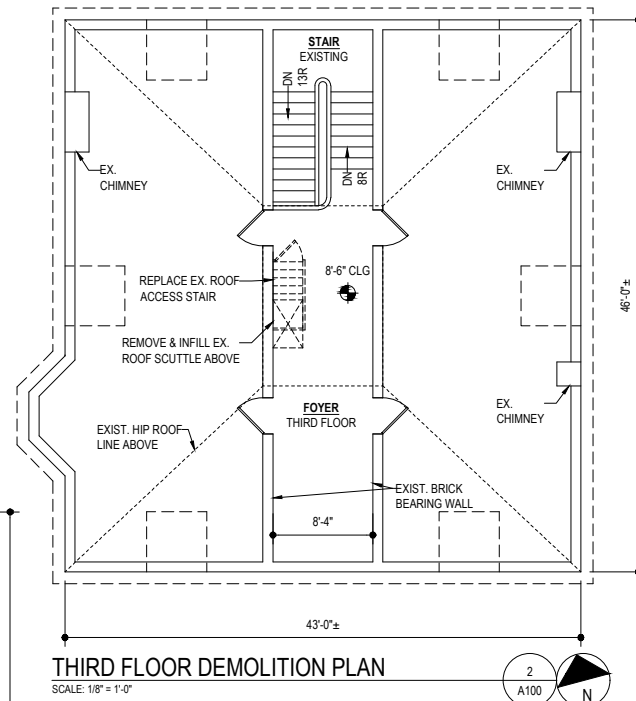 STAIR
EXISTING
DN
13R
DN
8R
EX.
CHIMNEY
EX.
CHIMNEY
REPLACE EX. ROOF
ACCESS STAIR
8'-6" CLG
46'-0"±
REMOVE & INFILL EX.
ROOF SCUTTLE ABOVE
EX.
CHIMNEY
FOYER
THIRD FLOOR
EXIST. HIP ROOF
LINE ABOVE
EXIST. BRICK
BEARING WALL
8'-4"
43'-0"±
THIRD FLOOR DEMOLITION PLAN
SCALE: 1/8" = 1'-0"
2
A100
N